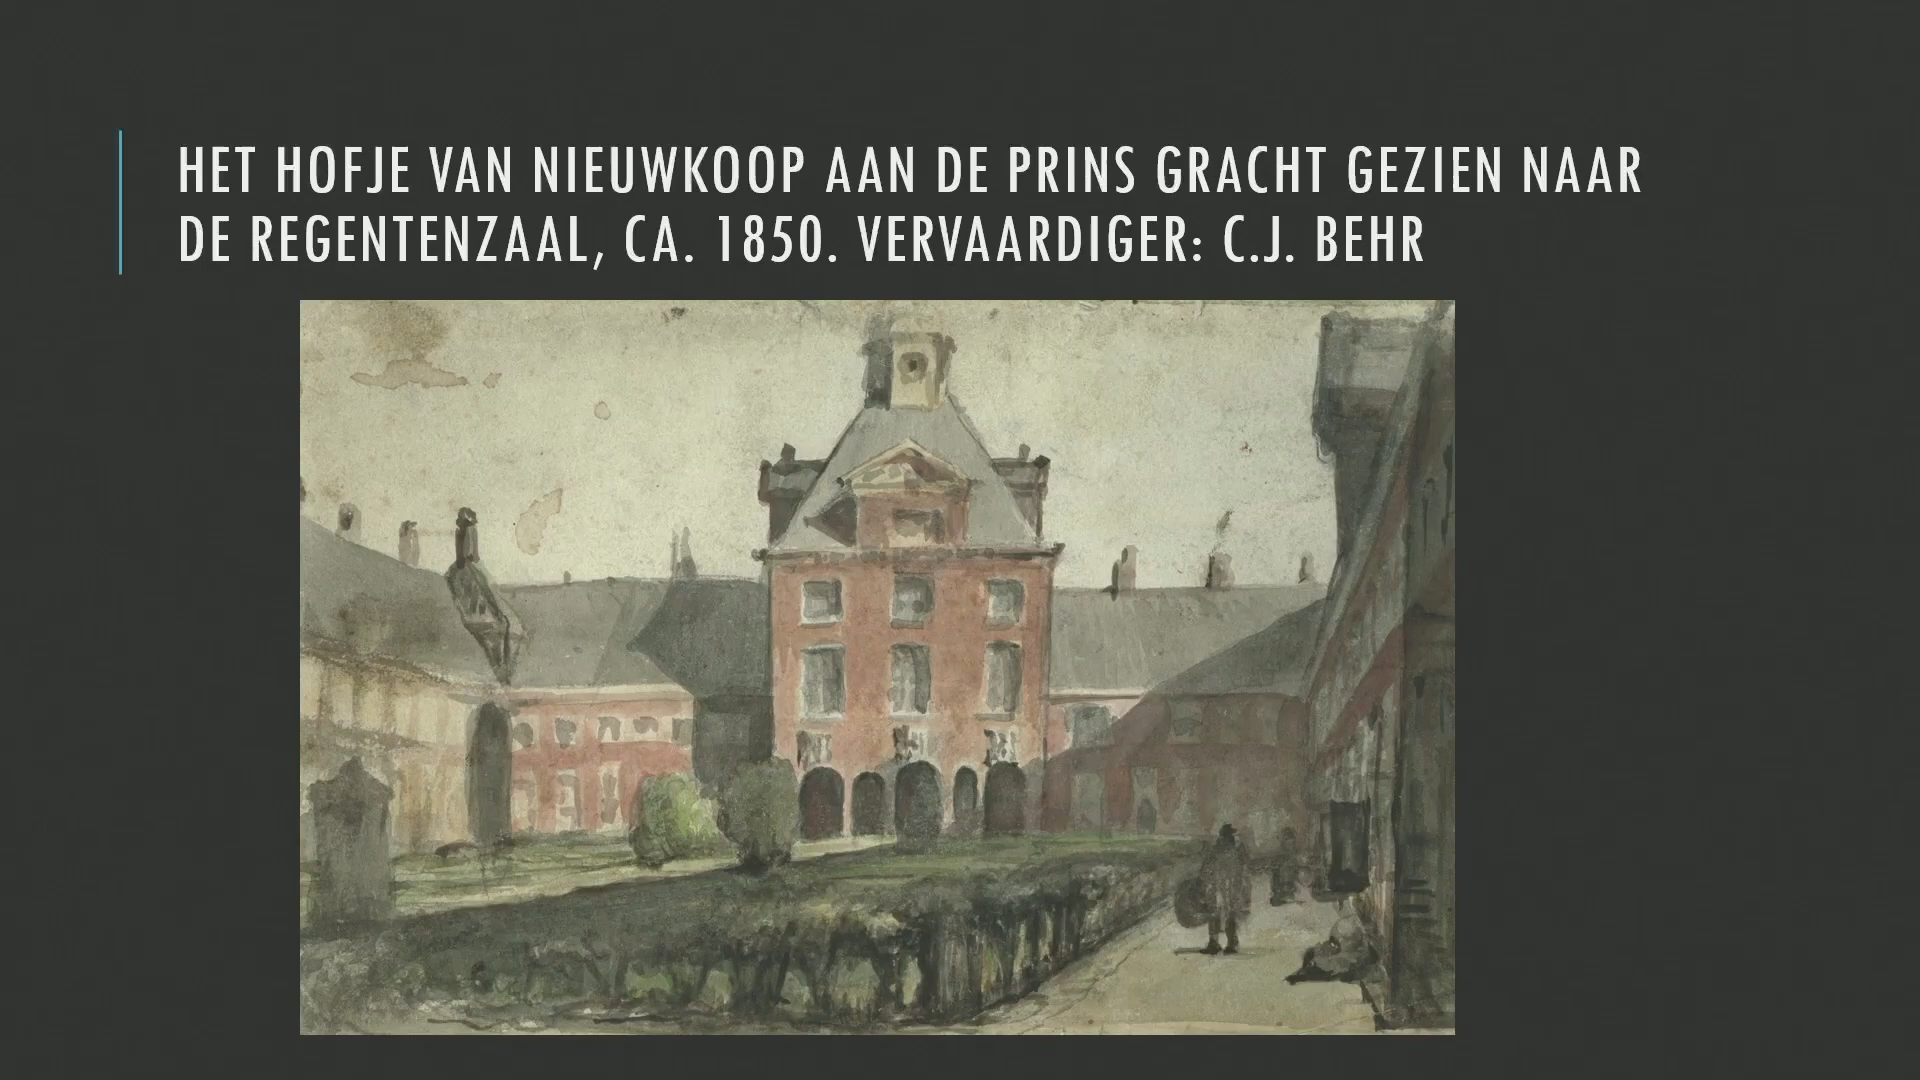 HET HOFJE VAN NIEUWKOOP AAN DE PRINS GRACHT GEZIEN NAAR
DE REGENTENZAAL, CA. 1850. VERVAARDIGER: C.J. BEHR